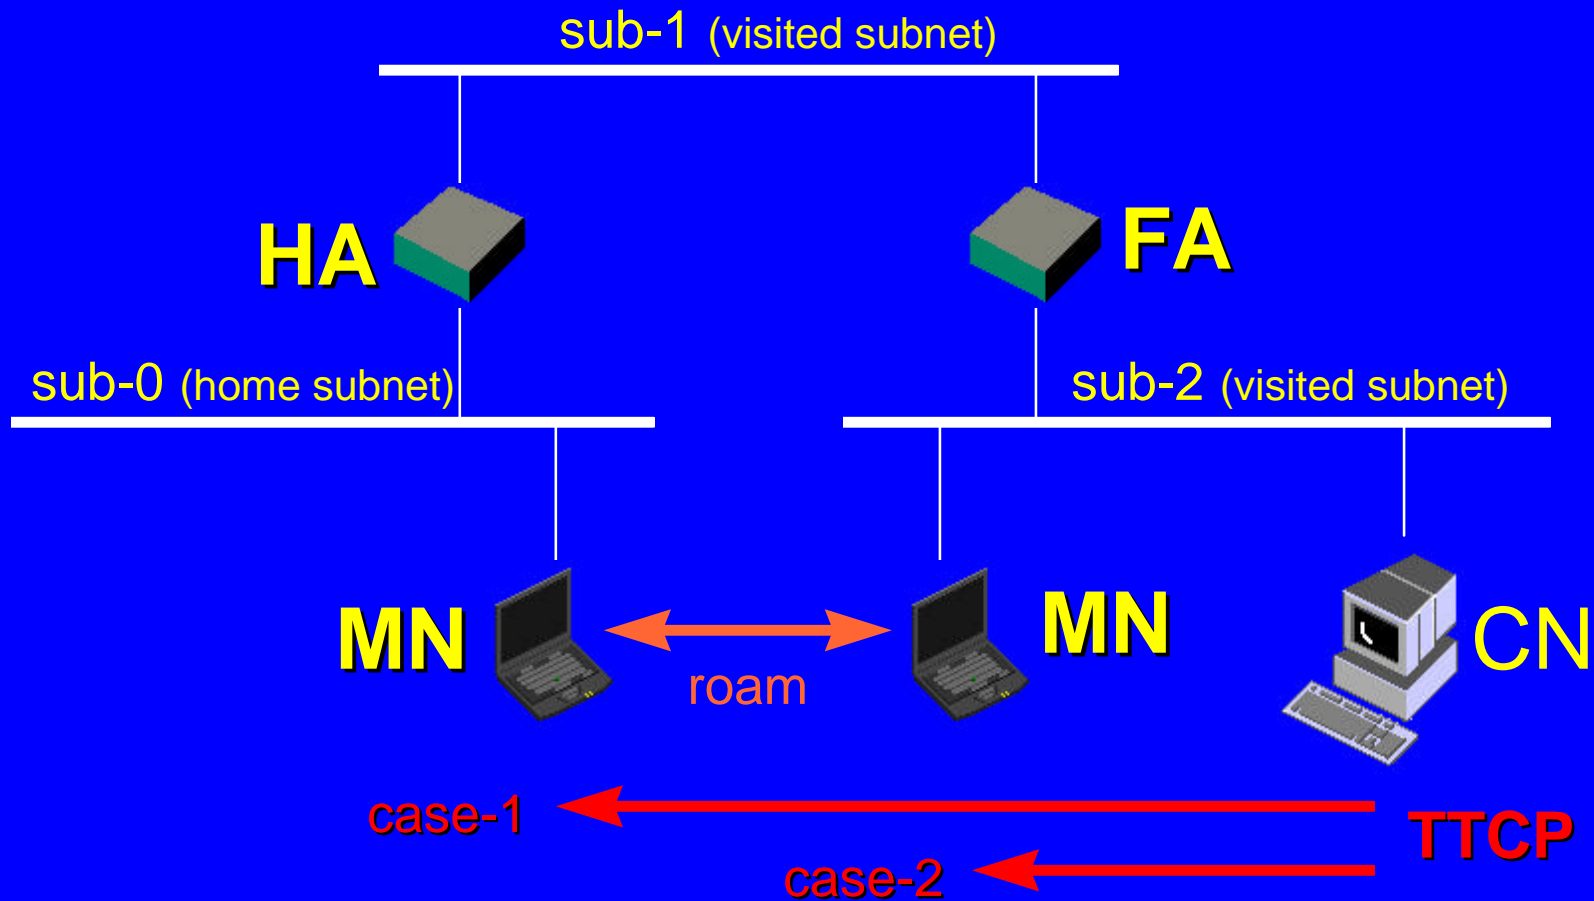 sub-1 (visited subnet)
HA
FA
sub-0 (home subnet)
sub-2 (visited subnet)
MN
roam
MN
CN
case-1
TTCP
case-2